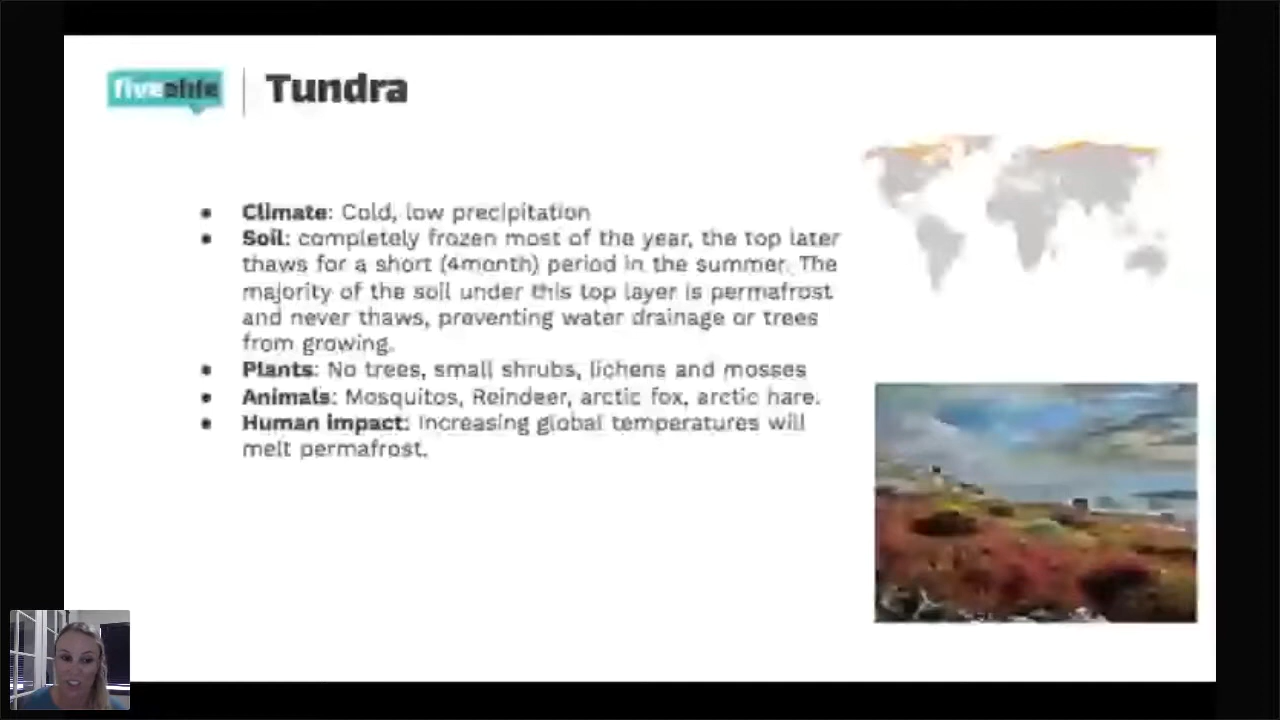 fiveable
Tundra
● Climate: Cold, low precipitation
● Soil: completely frozen most of the year, the top later
thaws for a short (4month) period in the summer. The
majority of the soil under this top layer is permafrost
and never thaws, preventing water drainage or trees
from growing.
● Plants: No trees, small shrubs, lichens and mosses
● Animals: Mosquitos, Reindeer, arctic fox, arctic hare.
● Human impact: Increasing global temperatures will
melt permafrost.